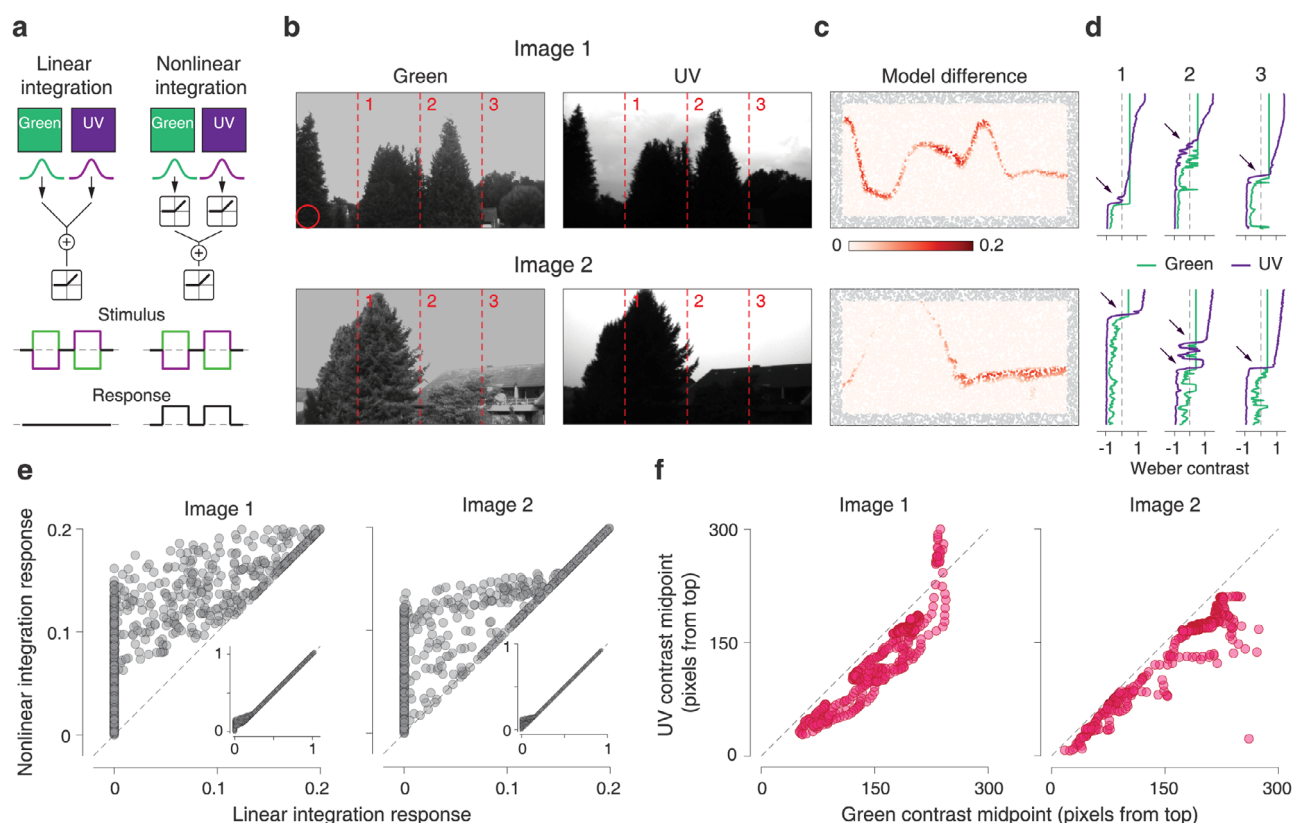 a
Linear integration
Nonlinear integration
Green
UV
Green
UV
+
+
Stimulus
Response
b
Image 1
Green
UV
1
2
3
1
2
3
Image 2
1
2
3
1
2
3
c
Model difference
0
0.2
d
1
2
3
Green
UV
-1
1
-1
1
-1
1
Weber contrast
e
Image 1
Image 2
Nonlinear integration response
0.2
0.1
0
0
0.1
0.2
1
0
0
1
0
0.1
0.2
1
0
0
1
Linear integration response
f
Image 1
Image 2
UV contrast midpoint
(pixels from top)
300
150
0
0
150
300
0
150
300
Green contrast midpoint (pixels from top)